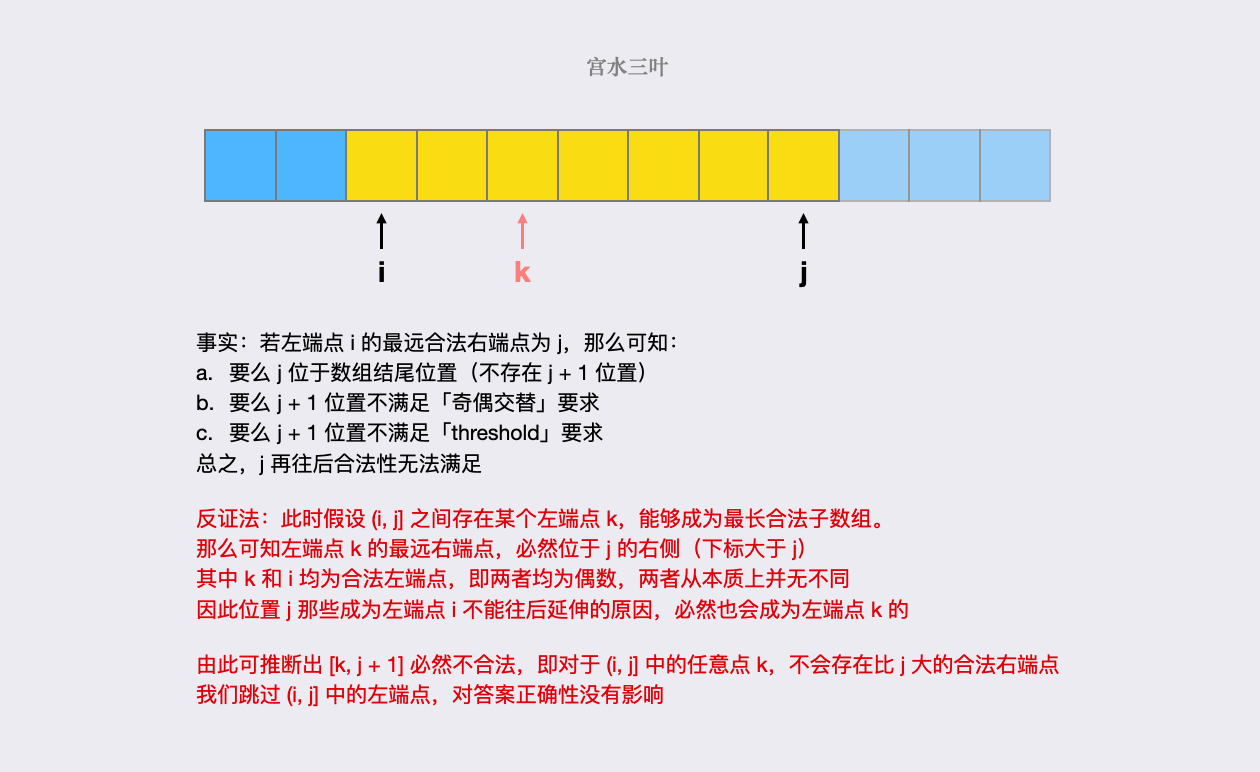 宫水三叶
i
k
j
事实：若左端点 i 的最远合法右端点为 j，那么可知：
a. 要么 j 位于数组结尾位置（不存在 j + 1 位置）
b. 要么 j + 1 位置不满足「奇偶交替」要求
c. 要么 j + 1 位置不满足「threshold」要求
总之，j 再往后合法性无法满足
反证法：此时假设 (i, j] 之间存在某个左端点 k，能够成为最长合法子数组。
那么可知左端点 k 的最远右端点，必然位于 j 的右侧（下标大于 j）
其中 k 和 i 均为合法左端点，即两者均为偶数，两者从本质上并无不同
因此位置 j 那些成为左端点 i 不能往后延伸的原因，必然也会成为左端点 k 的
由此可推断出 [k, j + 1] 必然不合法，即对于 (i, j] 中的任意点 k，不会存在比 j 大的合法右端点
我们跳过 (i, j] 中的左端点，对答案正确性没有影响